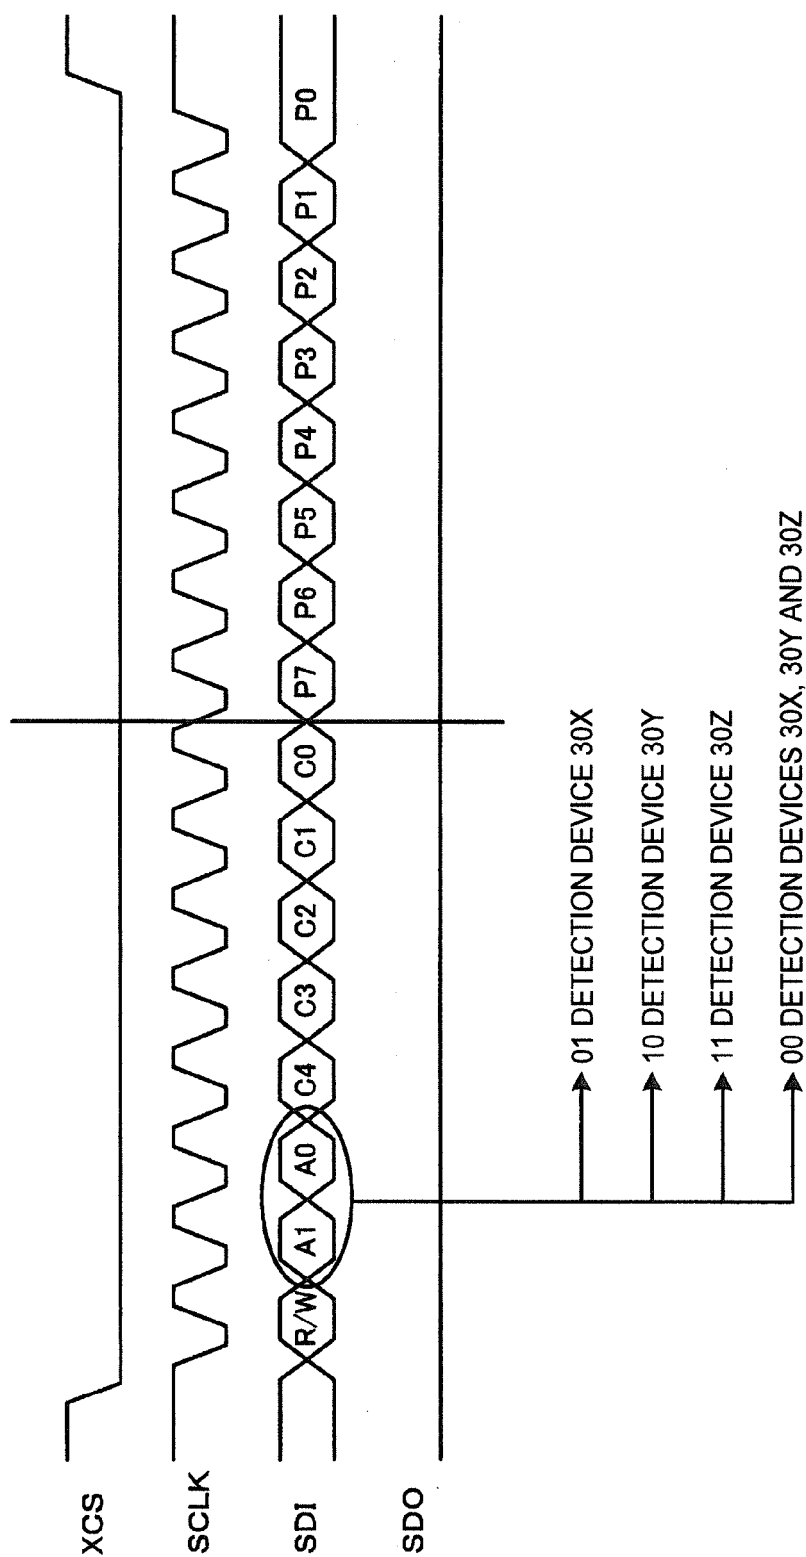 XCS
SCLK
SDI
R/W A1 A0 C4 C3 C2 C1 C0 P7 P6 P5 P4 P3 P2 P1 P0
SDO
01 DETECTION DEVICE 30X
10 DETECTION DEVICE 30Y
11 DETECTION DEVICE 30Z
00 DETECTION DEVICES 30X, 30Y AND 30Z